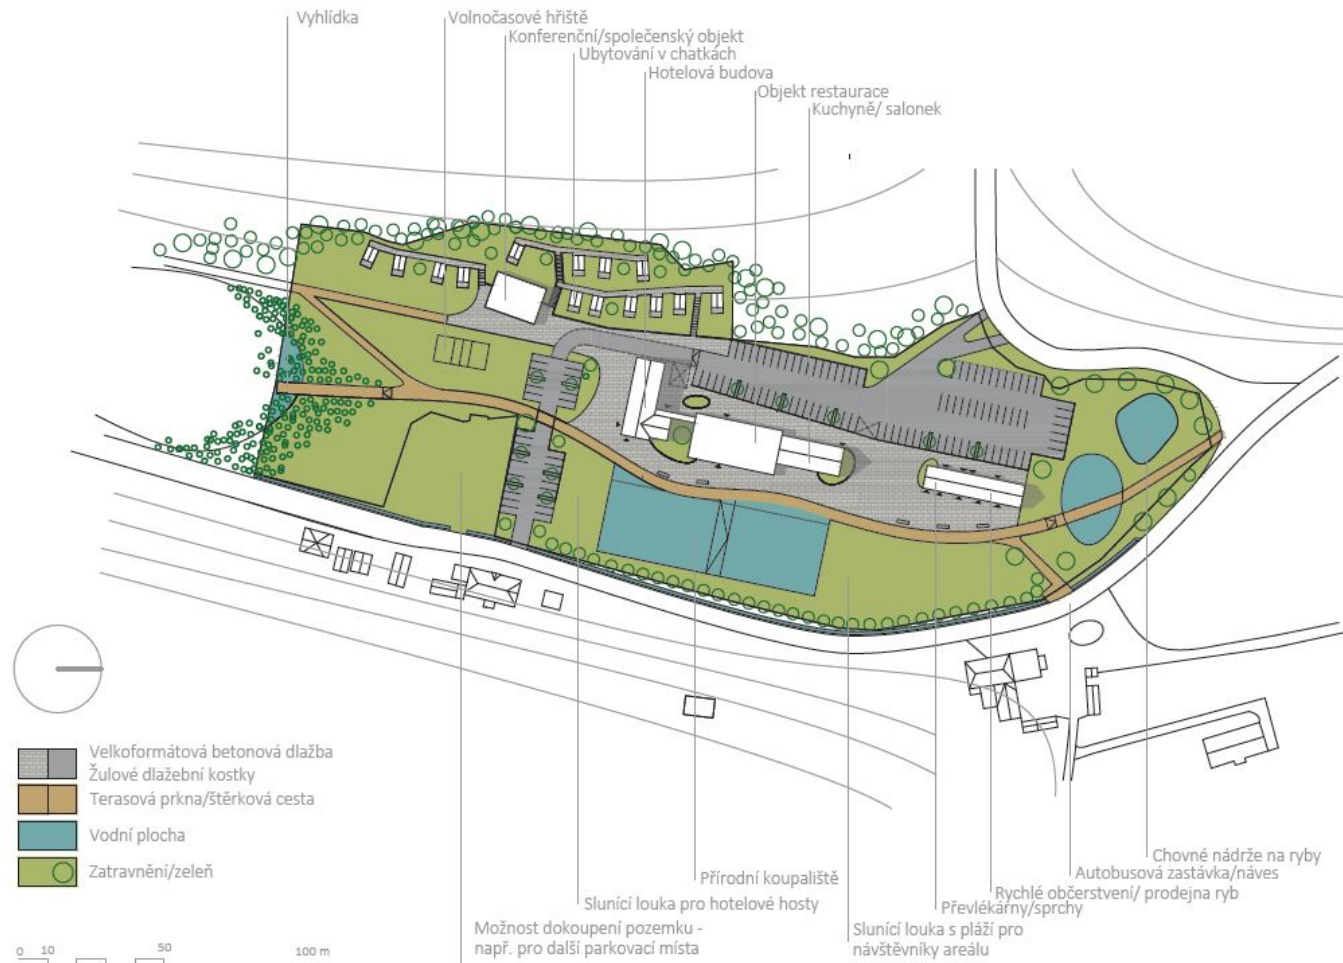 Vyhlídka
Volnočasové hřiště
Konferenční/společenský objekt
Ubytování v chatkách
Hotelová budova
Objekt restaurace
Kuchyně/ salonek
Velkoformátová betonová dlažba
Žulové dlažební kostky
Terasová prkna/štěrková cesta
Vodní plocha
Zatravnění/zeleň
Chovné nádrže na ryby
Autobusová zastávka/náves
Rychlé občerstvení/ prodejna ryb
Převlékárny/sprchy
Přírodní koupaliště
Slunící louka pro hotelové hosty
Možnost dokoupení pozemku -
např. pro další parkovací místa
Slunící louka s pláží pro
návštěvníky areálu
0 10 50 100 m